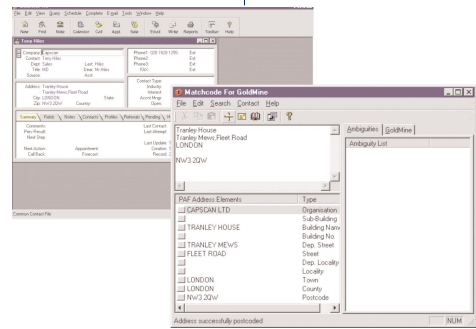 File Edit View Query Schedule Complete E-mail Tools Window Help
New Find Note Calendar Call Appt. Email Write Reports Toolbar Help
Tony Hiles
Company: Capscan
Contact: Tony Hiles
Dept: Sales Last: Hiles
Title: MD Dear: Mr Hiles
Source: Asst:
Phone1: 020 7428 1255 Ext:
Phone2: Ext:
Phone3: Ext:
FAX: Ext:
Address: Tranley House
Tranley Mews,Fleet Road
City: LONDON State:
Zip: NW3 2QW Country:
Contact Type:
Industry:
Interest:
Acct Mngr:
Open:
Summary Fields Notes Contacts Profiles Referrals Pending
Comments:
Prev Result:
Next Step:
Next Action: Appointment:
Call Back: Forecast:
Last Contact:
Last Attempt:
Last Update:
Creation:
Record:
Common Contact File
Matchcode For GoldMine
File Edit Search Contact Help
Tranley House
Tranley Mews,Fleet Road
LONDON
NW3 2QW
Ambiguities GoldMine
Ambiguity List
PAF Address Elements Type
CAPSCAN LTD Organisation
Sub-Building
TRANLEY HOUSE Building Name
Building No.
TRANLEY MEWS Dep. Street
FLEET ROAD Street
Dep. Locality
Locality
LONDON Town
LONDON County
NW3 2QW Postcode
Address successfully postcoded NUM